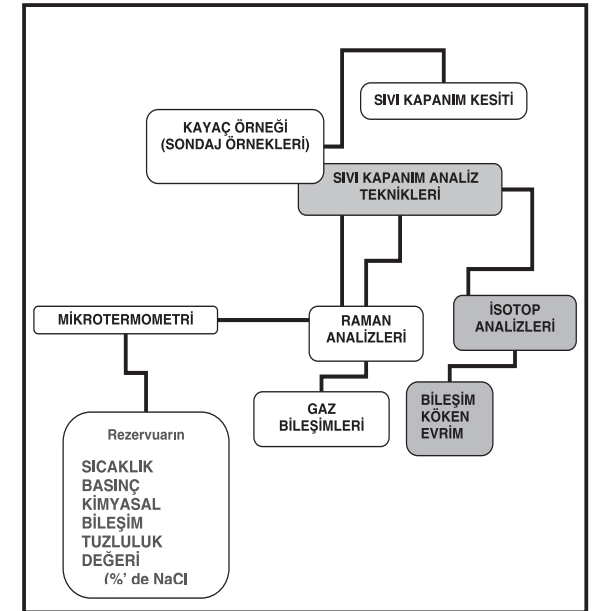 SIVI KAPANIM KESİTİ
KAYAÇ ÖRNEĞİ
(SONDAJ ÖRNEKLERİ)
SIVI KAPANIM ANALİZ
TEKNİKLERİ
MİKROTERMOMETRİ
RAMAN
ANALİZLERİ
İSOTOP
ANALİZLERİ
GAZ
BİLEŞİMLERİ
BİLEŞİM
KÖKEN
EVRİM
Rezervuarın
SICAKLIK
BASINÇ
KİMYASAL
BİLEŞİM
TUZLULUK
DEĞERİ
(%' de NaCl